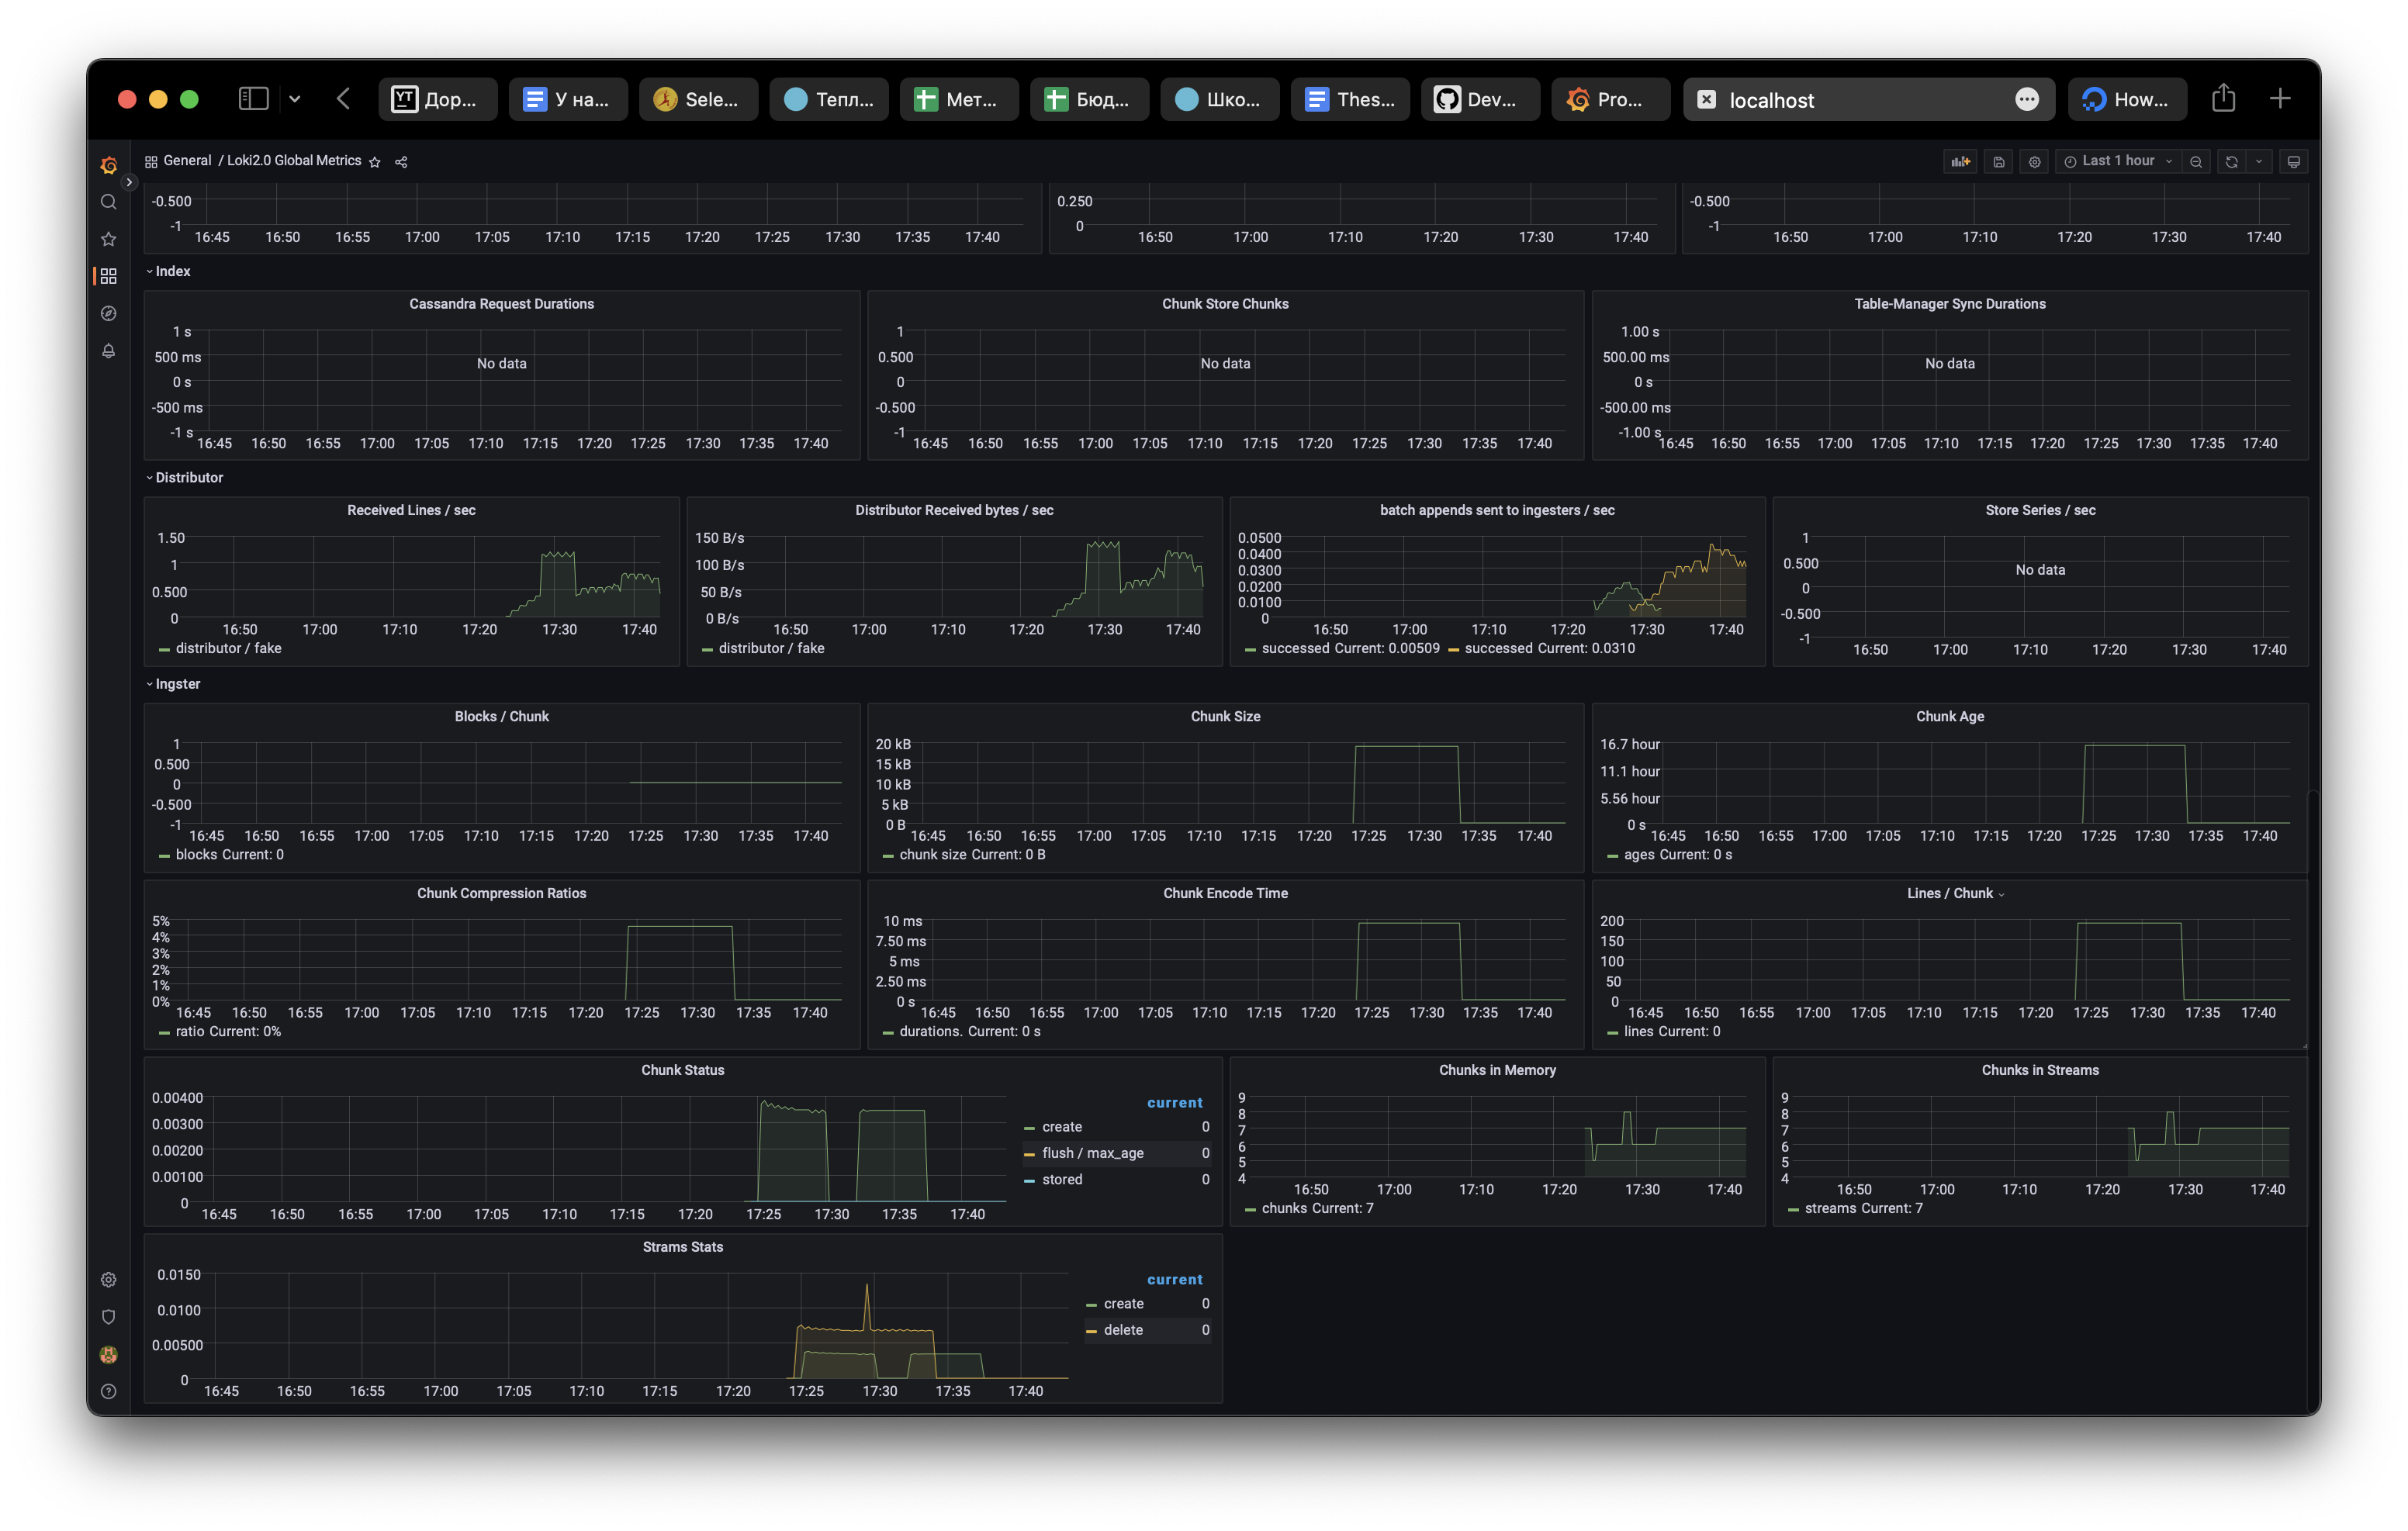 Дор... У на... Sele... Тепл... Мет... Бюд... Шко... Thes... Dev... Pro... localhost How...
General / Loki2.0 Global Metrics Last 1 hour
-0.500
-1
16:45 16:50 16:55 17:00 17:05 17:10 17:15 17:20 17:25 17:30 17:35 17:40
0.250
0
16:50 17:00 17:10 17:20 17:30 17:40
-0.500
-1
16:50 17:00 17:10 17:20 17:30 17:40
Index
Cassandra Request Durations
1 s
500 ms
0 s
-500 ms
-1 s
No data
16:45 16:50 16:55 17:00 17:05 17:10 17:15 17:20 17:25 17:30 17:35 17:40
Chunk Store Chunks
1
0.500
0
-0.500
-1
No data
16:45 16:50 16:55 17:00 17:05 17:10 17:15 17:20 17:25 17:30 17:35 17:40
Table-Manager Sync Durations
1.00 s
500.00 ms
0 s
-500.00 ms
-1.00 s
No data
16:45 16:50 16:55 17:00 17:05 17:10 17:15 17:20 17:25 17:30 17:35 17:40
Distributor
Received Lines / sec
1.50
1
0.500
0
16:50 17:00 17:10 17:20 17:30 17:40
distributor / fake
Distributor Received bytes / sec
150 B/s
100 B/s
50 B/s
0 B/s
16:50 17:00 17:10 17:20 17:30 17:40
distributor / fake
batch appends sent to ingesters / sec
0.0500
0.0400
0.0300
0.0200
0.0100
0
16:50 17:00 17:10 17:20 17:30 17:40
successed Current: 0.00509 successed Current: 0.0310
Store Series / sec
1
0.500
0
-0.500
-1
No data
16:50 17:00 17:10 17:20 17:30 17:40
Ingster
Blocks / Chunk
1
0.500
0
-0.500
-1
16:45 16:50 16:55 17:00 17:05 17:10 17:15 17:20 17:25 17:30 17:35 17:40
blocks Current: 0
Chunk Size
20 kB
15 kB
10 kB
5 kB
0 B
16:45 16:50 16:55 17:00 17:05 17:10 17:15 17:20 17:25 17:30 17:35 17:40
chunk size Current: 0 B
Chunk Age
16.7 hour
11.1 hour
5.56 hour
0 s
16:45 16:50 16:55 17:00 17:05 17:10 17:15 17:20 17:25 17:30 17:35 17:40
ages Current: 0 s
Chunk Compression Ratios
5%
4%
3%
2%
1%
0%
16:45 16:50 16:55 17:00 17:05 17:10 17:15 17:20 17:25 17:30 17:35 17:40
ratio Current: 0%
Chunk Encode Time
10 ms
7.50 ms
5 ms
2.50 ms
0 s
16:45 16:50 16:55 17:00 17:05 17:10 17:15 17:20 17:25 17:30 17:35 17:40
durations. Current: 0 s
Lines / Chunk
200
150
100
50
0
16:45 16:50 16:55 17:00 17:05 17:10 17:15 17:20 17:25 17:30 17:35 17:40
lines Current: 0
Chunk Status
0.00400
0.00300
0.00200
0.00100
0
16:45 16:50 16:55 17:00 17:05 17:10 17:15 17:20 17:25 17:30 17:35 17:40
current
create 0
flush / max_age 0
stored 0
Chunks in Memory
9
8
7
6
5
4
16:50 17:00 17:10 17:20 17:30 17:40
chunks Current: 7
Chunks in Streams
9
8
7
6
5
4
16:50 17:00 17:10 17:20 17:30 17:40
streams Current: 7
Strams Stats
0.0150
0.0100
0.00500
0
16:45 16:50 16:55 17:00 17:05 17:10 17:15 17:20 17:25 17:30 17:35 17:40
current
create 0
delete 0